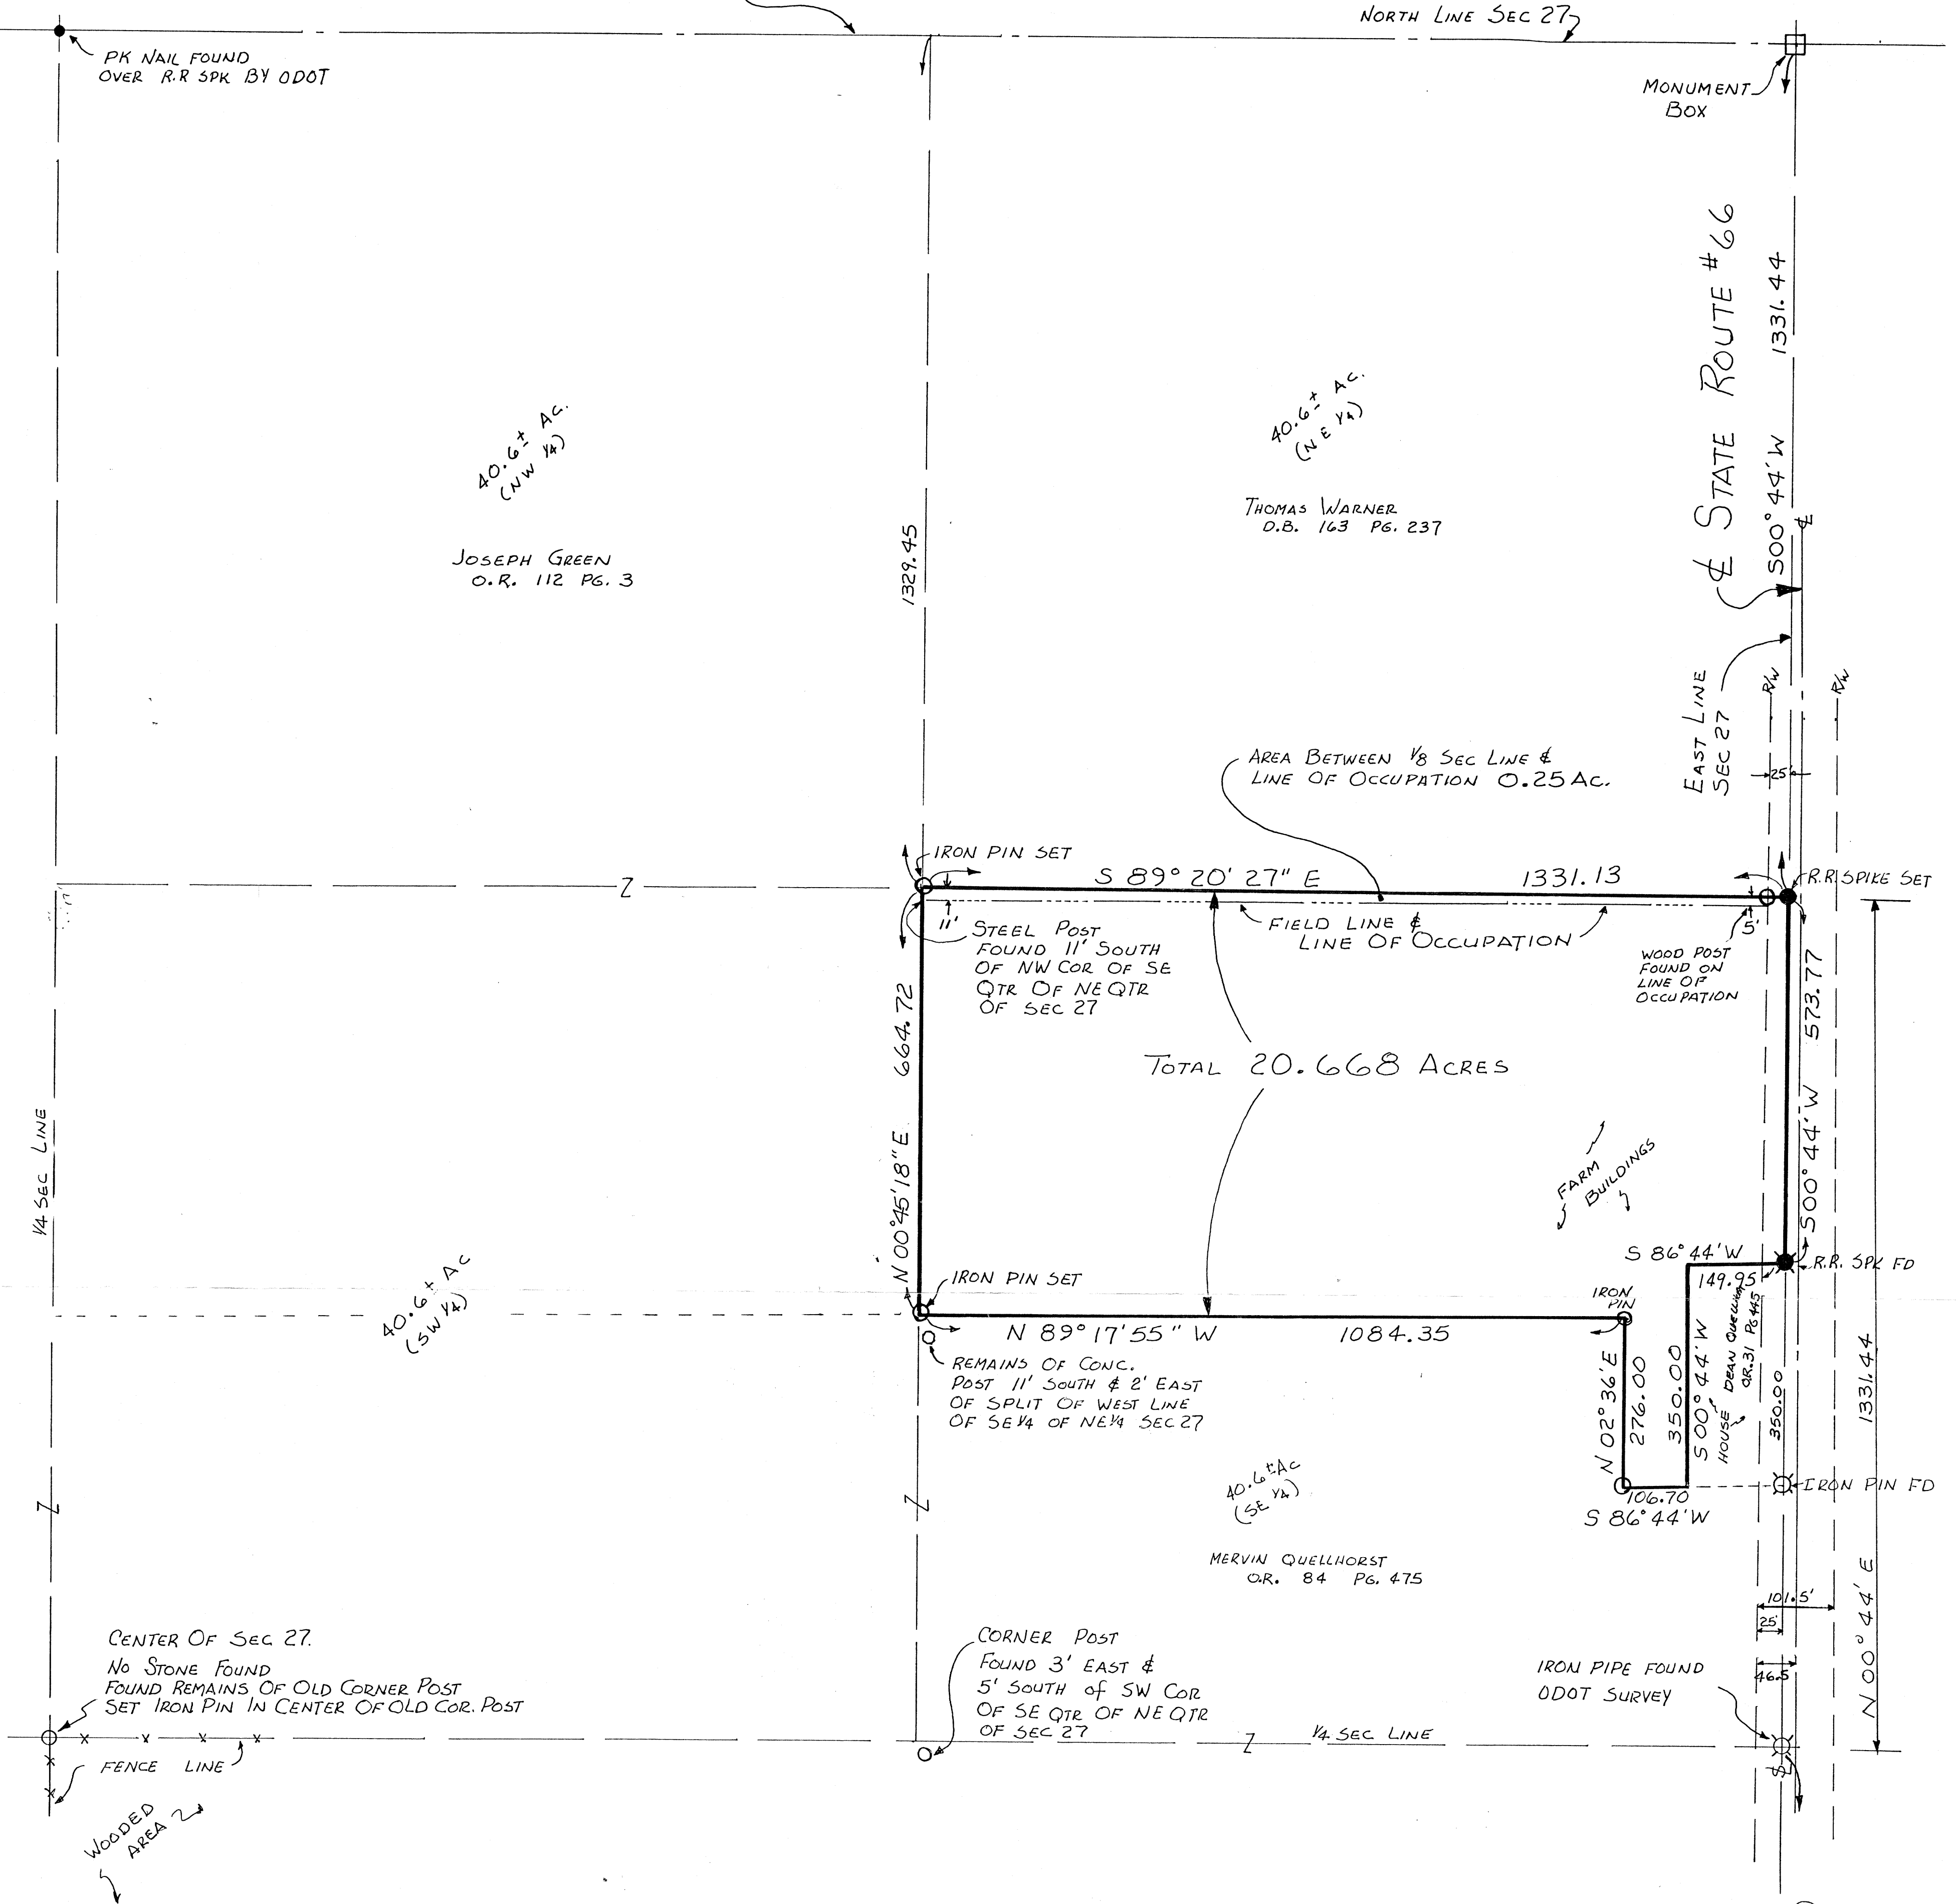 NORTH LINE SEC 27
PK NAIL FOUND
OVER R.R SPK BY ODOT
MONUMENT
BOX
℄ STATE ROUTE #66
S00°44'W 1331.44
40.6± AC.
(NW ¼)
40.6± AC.
(NE ¼)
JOSEPH GREEN
O.R. 112 PG. 3
THOMAS WARNER
D.B. 163 PG. 237
1329.45
℄
EAST LINE
SEC 27
R/W
R/W
25'
AREA BETWEEN ⅛ SEC LINE &
LINE OF OCCUPATION 0.25 AC.
IRON PIN SET
S 89° 20' 27" E 1331.13
R.R. SPIKE SET
11'
5'
STEEL POST
FOUND 11' SOUTH
OF NW COR OF SE
QTR OF NE QTR
OF SEC 27
FIELD LINE &
LINE OF OCCUPATION
WOOD POST
FOUND ON
LINE OF
OCCUPATION
N 00°45'18" E 664.72
TOTAL 20.668 ACRES
S00°44'W 573.77
FARM
BUILDINGS
¼ SEC LINE
40.6± AC
(SW ¼)
S 86°44'W
149.95
R.R. SPK FD
IRON PIN SET
IRON
PIN
N 89°17'55" W 1084.35
REMAINS OF CONC.
POST 11' SOUTH & 2' EAST
OF SPLIT OF WEST LINE
OF SE¼ OF NE¼ SEC 27
N 02°36'E
276.00
350.00
S 00°44'W
HOUSE
DEAN QUELLHORST
O.R. 31 PG 445
350.00
1331.44
N 00°44' E
IRON PIN FD
106.70
S 86°44'W
40.6± AC
(SE ¼)
MERVIN QUELLHORST
O.R. 84 PG. 475
101.5'
25'
46.5
CENTER OF SEC 27.
NO STONE FOUND
FOUND REMAINS OF OLD CORNER POST
SET IRON PIN IN CENTER OF OLD COR. POST
CORNER POST
FOUND 3' EAST &
5' SOUTH of SW COR
OF SE QTR OF NE QTR
OF SEC 27
IRON PIPE FOUND
ODOT SURVEY
¼ SEC LINE
FENCE LINE
℄
WOODED
AREA